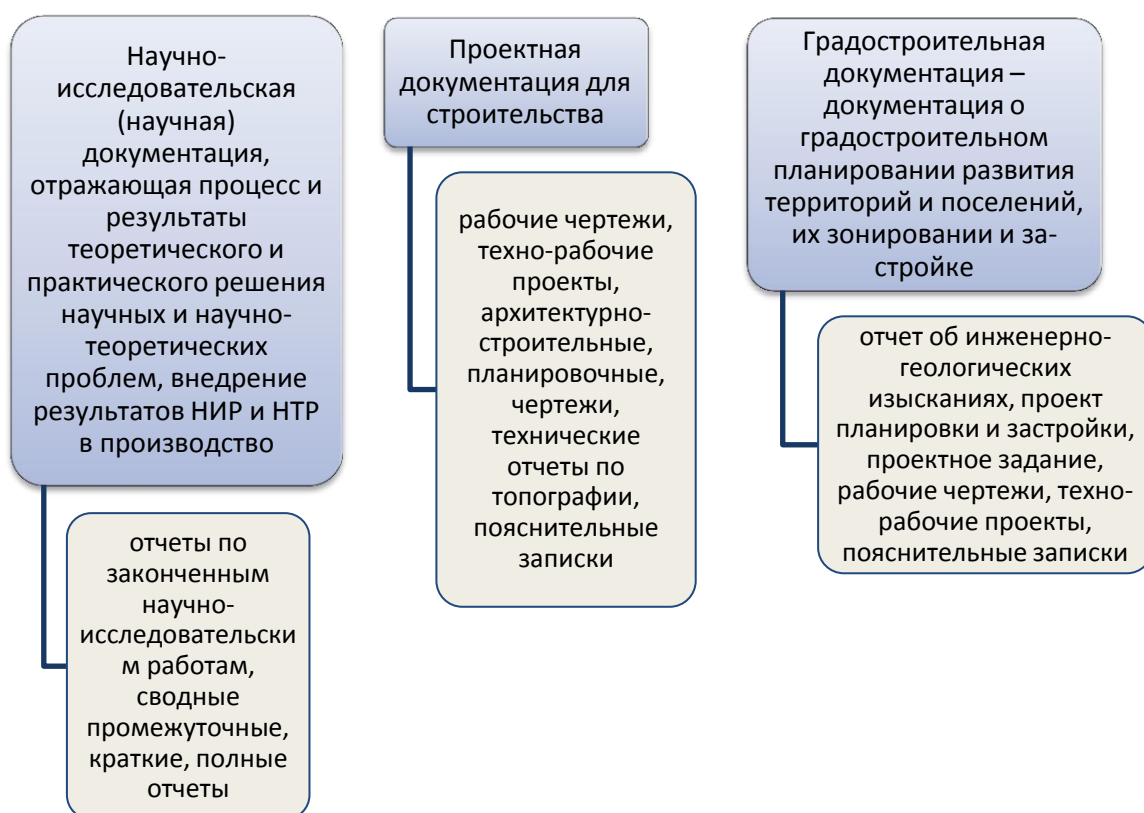 Научно-
исследовательская
(научная)
документация,
отражающая процесс и
результаты
теоретического и
практического решения
научных и научно-
теоретических
проблем, внедрение
результатов НИР и НТР
в производство
отчеты по
законченным
научно-
исследовательски
м работам,
сводные
промежуточные,
краткие, полные
отчеты
Проектная
документация для
строительства
рабочие чертежи,
техно-рабочие
проекты,
архитектурно-
строительные,
планировочные,
чертежи,
технические
отчеты по
топографии,
пояснительные
записки
Градостроительная
документация –
документация о
градостроительном
планировании развития
территорий и поселений,
их зонировании и за-
стройке
отчет об инженерно-
геологических
изысканиях, проект
планировки и застройки,
проектное задание,
рабочие чертежи, техно-
рабочие проекты,
пояснительные записки